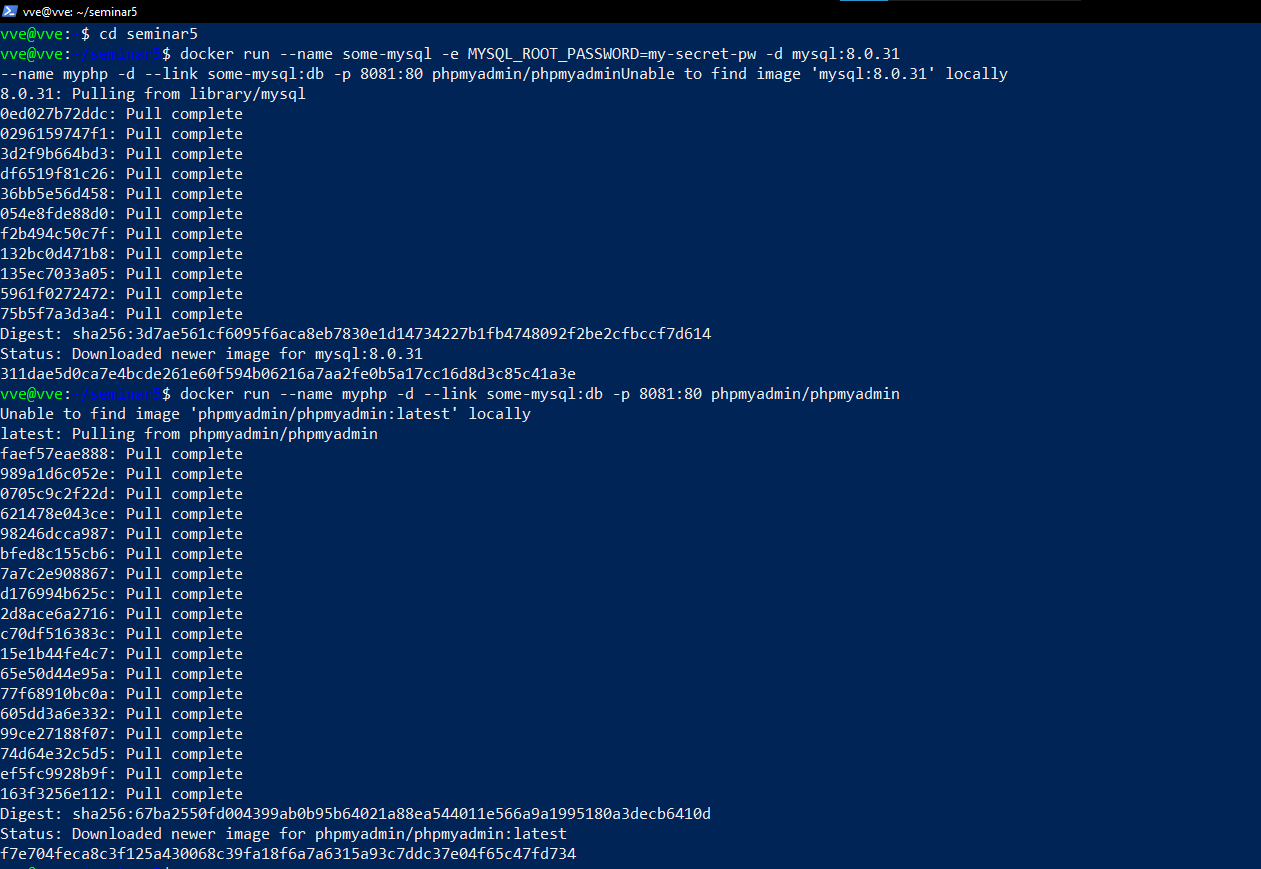 vve@vve: ~/seminar5
vve@vve:~$ cd seminar5
vve@vve:~/seminar5$ docker run --name some-mysql -e MYSQL_ROOT_PASSWORD=my-secret-pw -d mysql:8.0.31
--name myphp -d --link some-mysql:db -p 8081:80 phpmyadmin/phpmyadminUnable to find image 'mysql:8.0.31' locally
8.0.31: Pulling from library/mysql
0ed027b72ddc: Pull complete
0296159747f1: Pull complete
3d2f9b664bd3: Pull complete
df6519f81c26: Pull complete
36bb5e56d458: Pull complete
054e8fde88d0: Pull complete
f2b494c50c7f: Pull complete
132bc0d471b8: Pull complete
135ec7033a05: Pull complete
5961f0272472: Pull complete
75b5f7a3d3a4: Pull complete
Digest: sha256:3d7ae561cf6095f6aca8eb7830e1d14734227b1fb4748092f2be2cfbccf7d614
Status: Downloaded newer image for mysql:8.0.31
311dae5d0ca7e4bcde261e60f594b06216a7aa2fe0b5a17cc16d8d3c85c41a3e
vve@vve:~/seminar5$ docker run --name myphp -d --link some-mysql:db -p 8081:80 phpmyadmin/phpmyadmin
Unable to find image 'phpmyadmin/phpmyadmin:latest' locally
latest: Pulling from phpmyadmin/phpmyadmin
faef57eae888: Pull complete
989a1d6c052e: Pull complete
0705c9c2f22d: Pull complete
621478e043ce: Pull complete
98246dcca987: Pull complete
bfed8c155cb6: Pull complete
7a7c2e908867: Pull complete
d176994b625c: Pull complete
2d8ace6a2716: Pull complete
c70df516383c: Pull complete
15e1b44fe4c7: Pull complete
65e50d44e95a: Pull complete
77f68910bc0a: Pull complete
605dd3a6e332: Pull complete
99ce27188f07: Pull complete
74d64e32c5d5: Pull complete
ef5fc9928b9f: Pull complete
163f3256e112: Pull complete
Digest: sha256:67ba2550fd004399ab0b95b64021a88ea544011e566a9a1995180a3decb6410d
Status: Downloaded newer image for phpmyadmin/phpmyadmin:latest
f7e704feca8c3f125a430068c39fa18f6a7a6315a93c7ddc37e04f65c47fd734